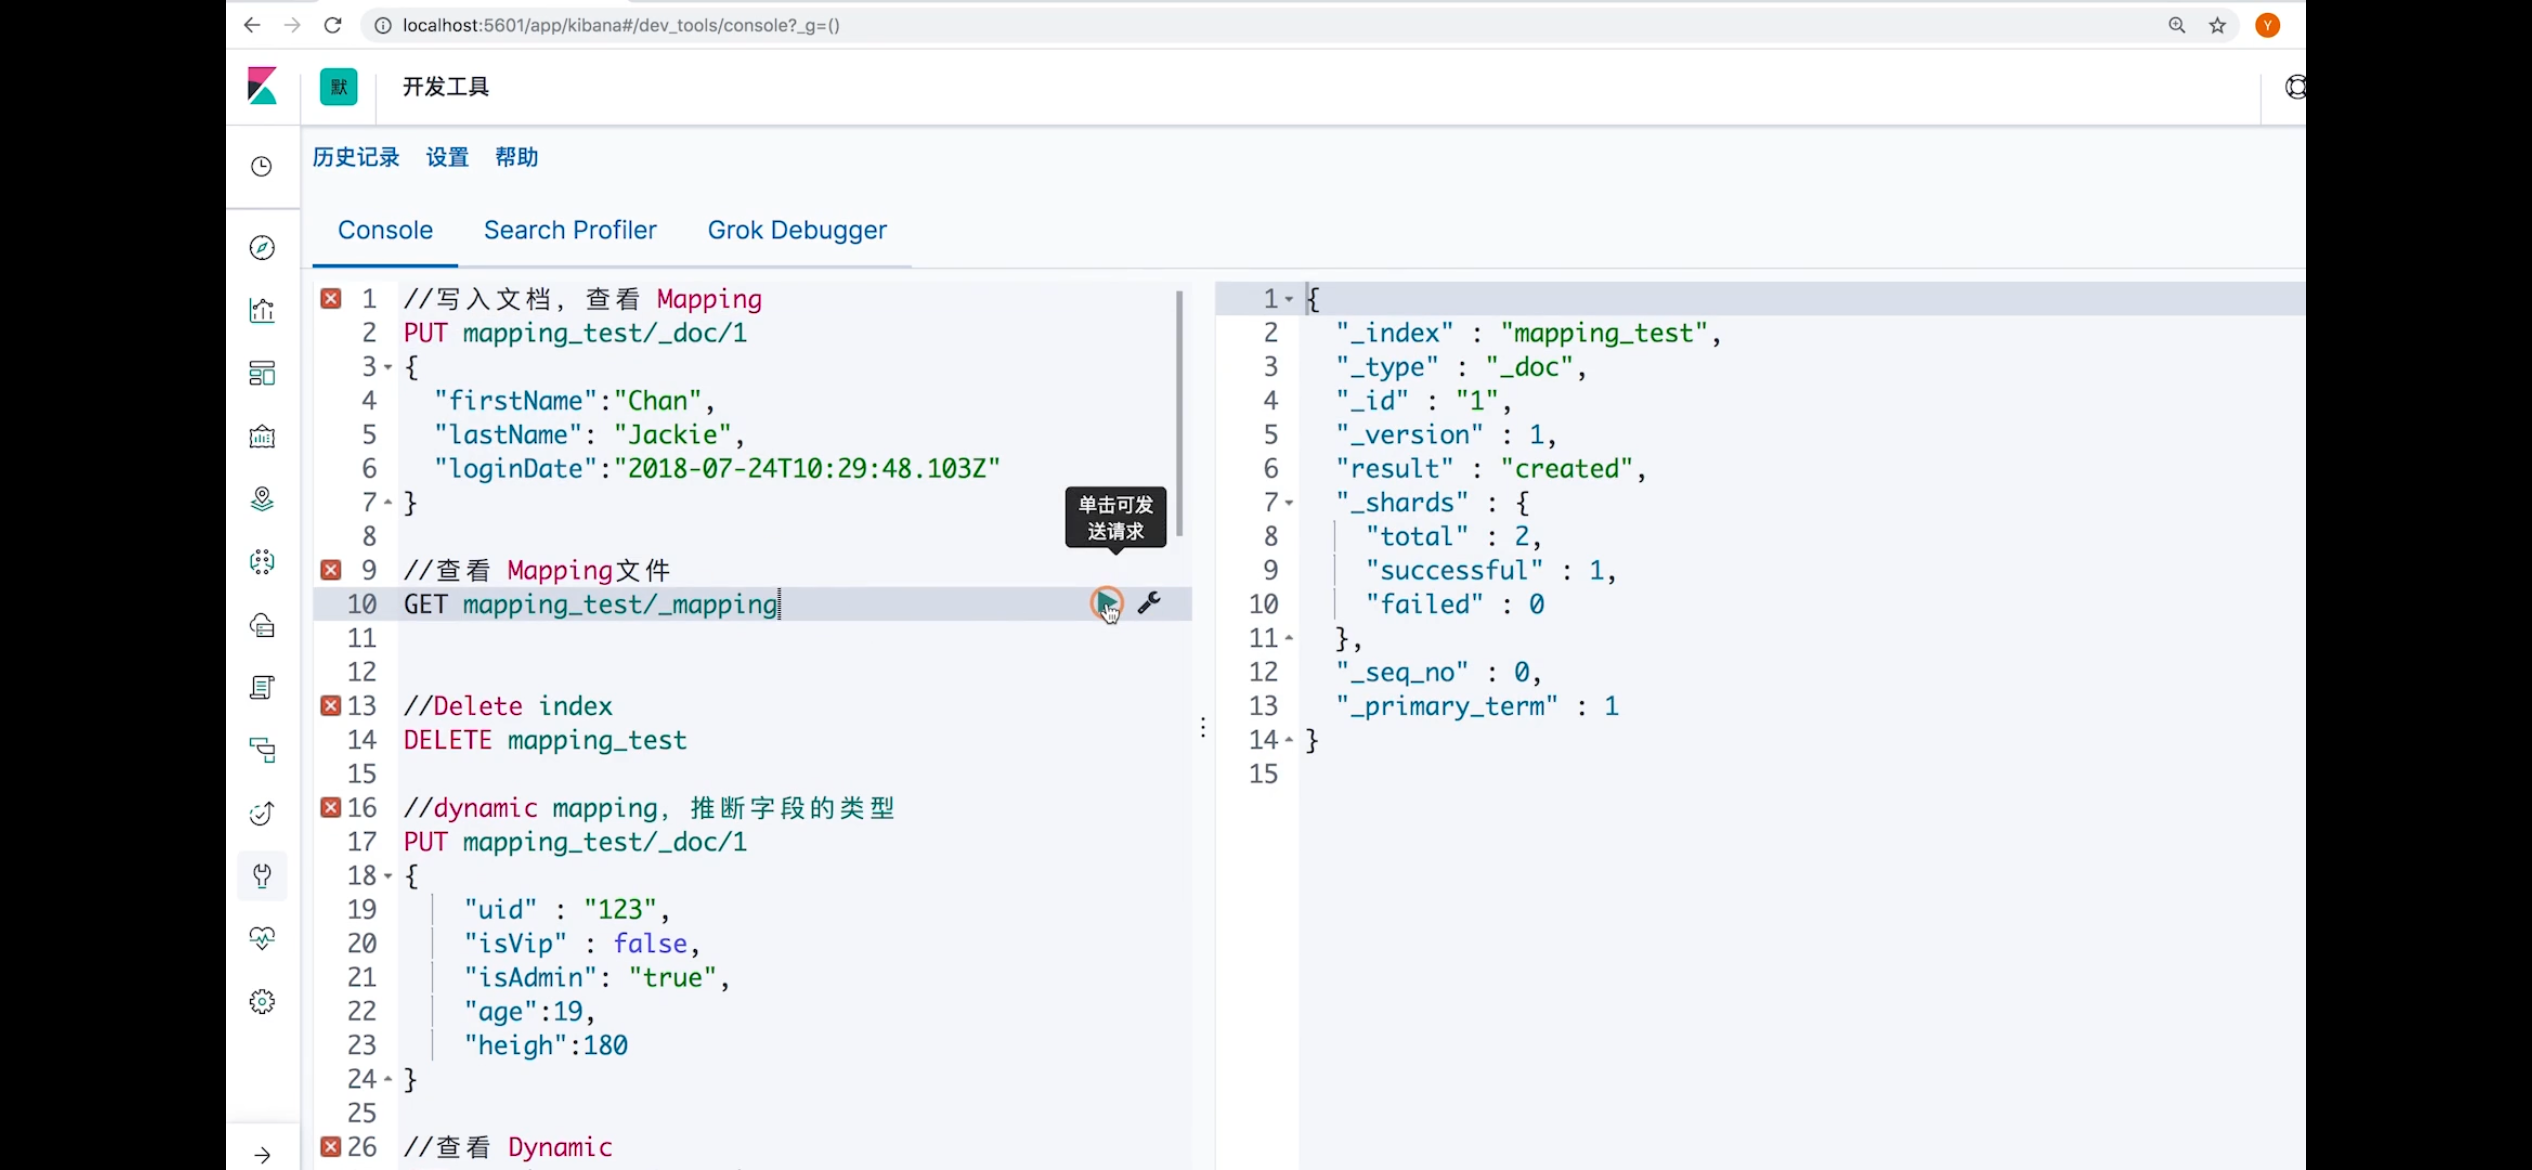 localhost:5601/app/kibana#/dev_tools/console?_g=()
Y
默
开发工具
历史记录 设置 帮助
Console Search Profiler Grok Debugger
1 //写入文档，查看 Mapping
2 PUT mapping_test/_doc/1
3 {
4 "firstName":"Chan",
5 "lastName": "Jackie",
6 "loginDate":"2018-07-24T10:29:48.103Z"
7 }
8
9 //查看 Mapping文件
10 GET mapping_test/_mapping
11
12
13 //Delete index
14 DELETE mapping_test
15
16 //dynamic mapping，推断字段的类型
17 PUT mapping_test/_doc/1
18 {
19 "uid" : "123",
20 "isVip" : false,
21 "isAdmin": "true",
22 "age":19,
23 "heigh":180
24 }
25
26 //查看 Dynamic
单击可发
送请求
1 {
2 "_index" : "mapping_test",
3 "_type" : "_doc",
4 "_id" : "1",
5 "_version" : 1,
6 "result" : "created",
7 "_shards" : {
8 "total" : 2,
9 "successful" : 1,
10 "failed" : 0
11 },
12 "_seq_no" : 0,
13 "_primary_term" : 1
14 }
15